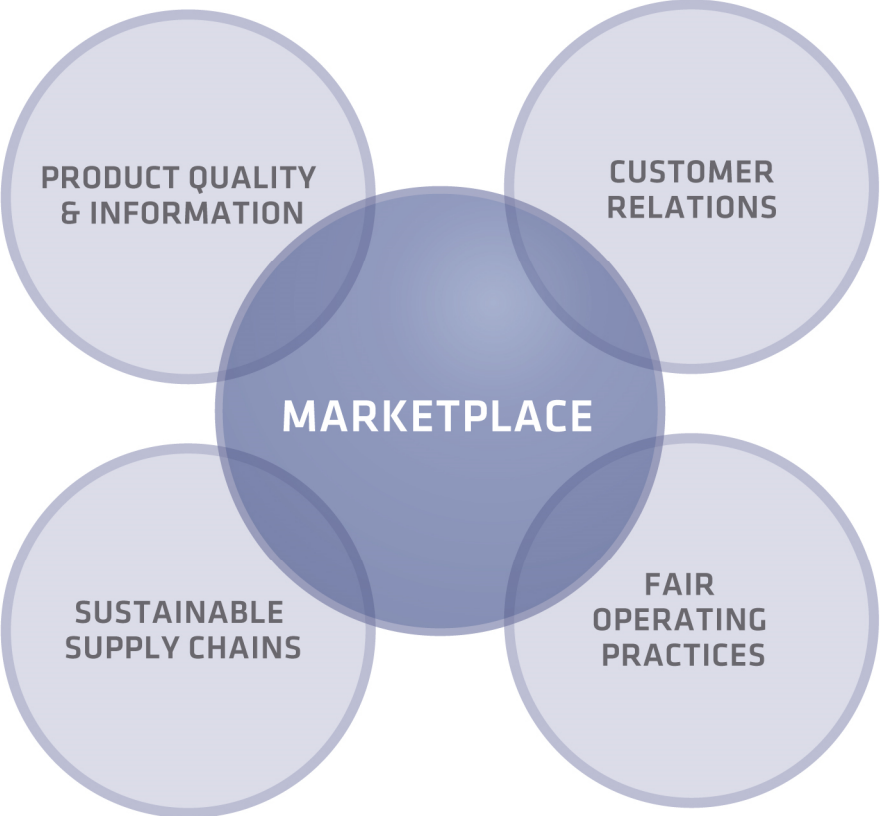 PRODUCT QUALITY
& INFORMATION
CUSTOMER
RELATIONS
MARKETPLACE
SUSTAINABLE
SUPPLY CHAINS
FAIR
OPERATING
PRACTICES